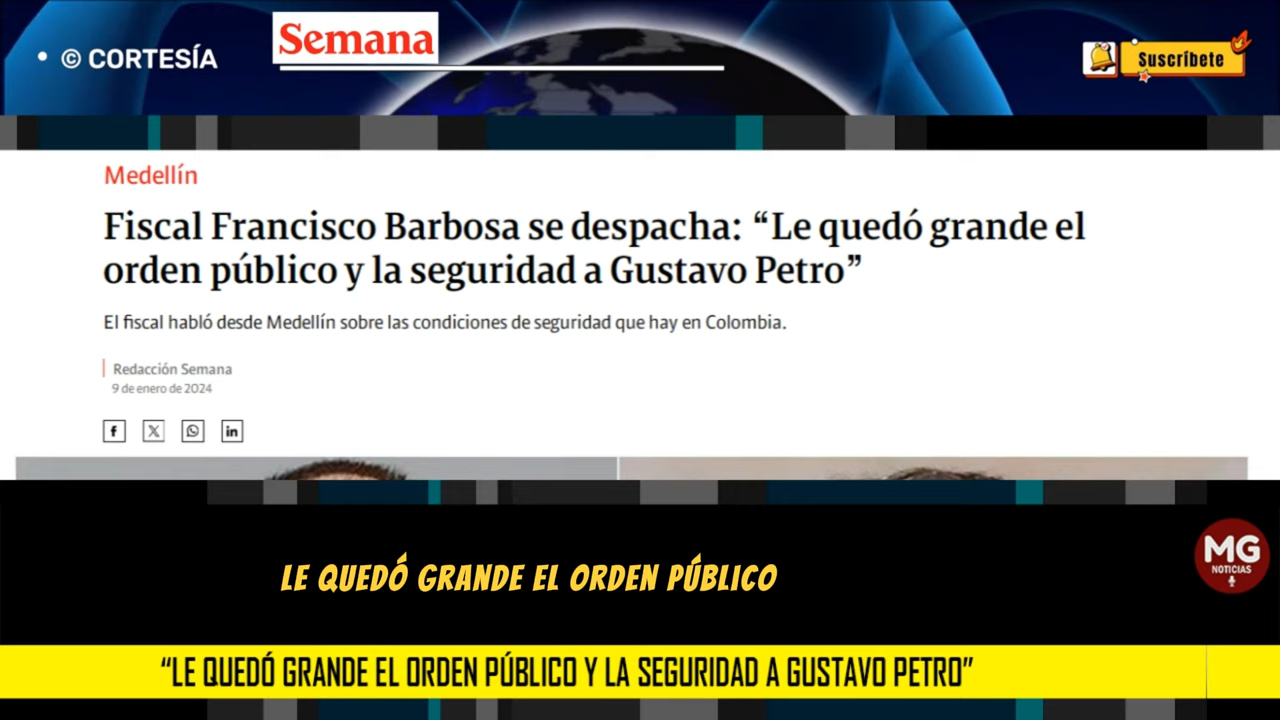 • © CORTESÍA
Semana
Suscríbete
Medellín
Fiscal Francisco Barbosa se despacha: “Le quedó grande el
orden público y la seguridad a Gustavo Petro”
El fiscal habló desde Medellín sobre las condiciones de seguridad que hay en Colombia.
Redacción Semana
9 de enero de 2024
LE QUEDÓ GRANDE EL ORDEN PÚBLICO
MG
NOTICIAS
“LE QUEDÓ GRANDE EL ORDEN PÚBLICO Y LA SEGURIDAD A GUSTAVO PETRO”